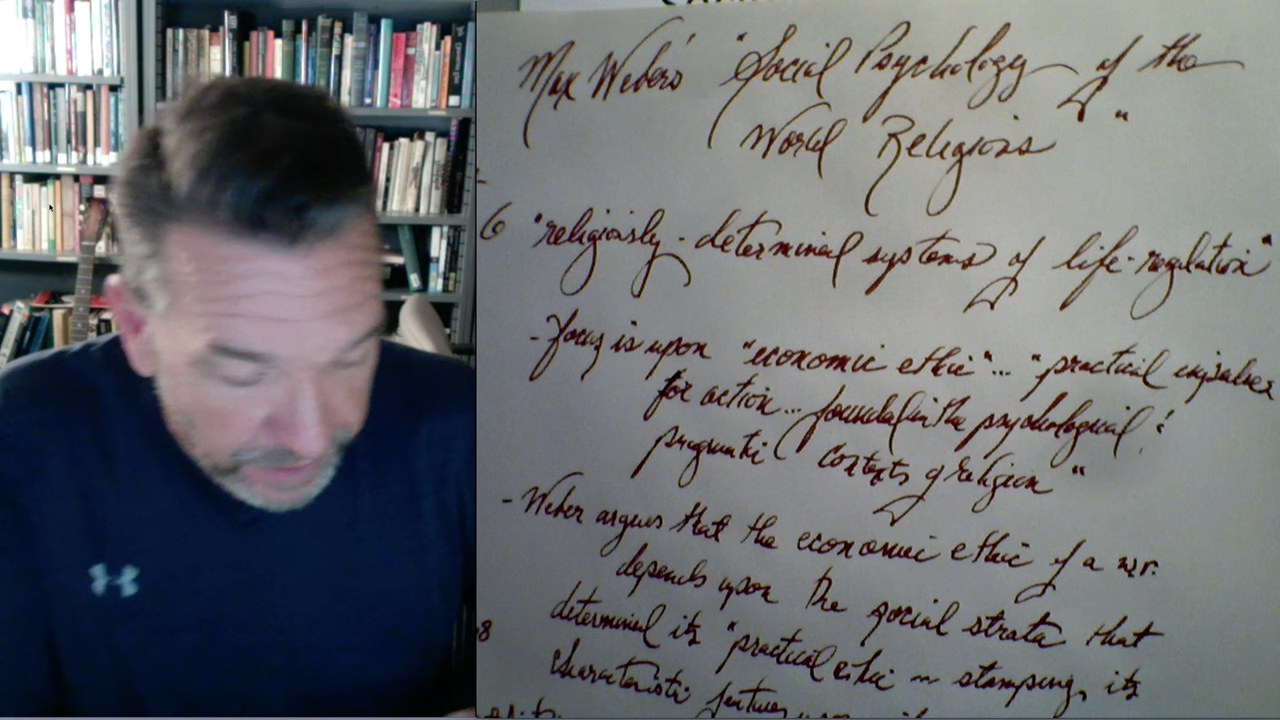 Max Weber's "Social Psychology of the
World Religions"
6 "religiously-determined systems of life-regulation"
- Focus is upon "economic ethic"... "practical impulses
for action... founded in the psychological &
pragmatic contexts of religion"
- Weber argues that the economic ethic of a w.r.
depends upon the social strata that
8 determined its "practical ethic ~ stamping its
characteristic features upon